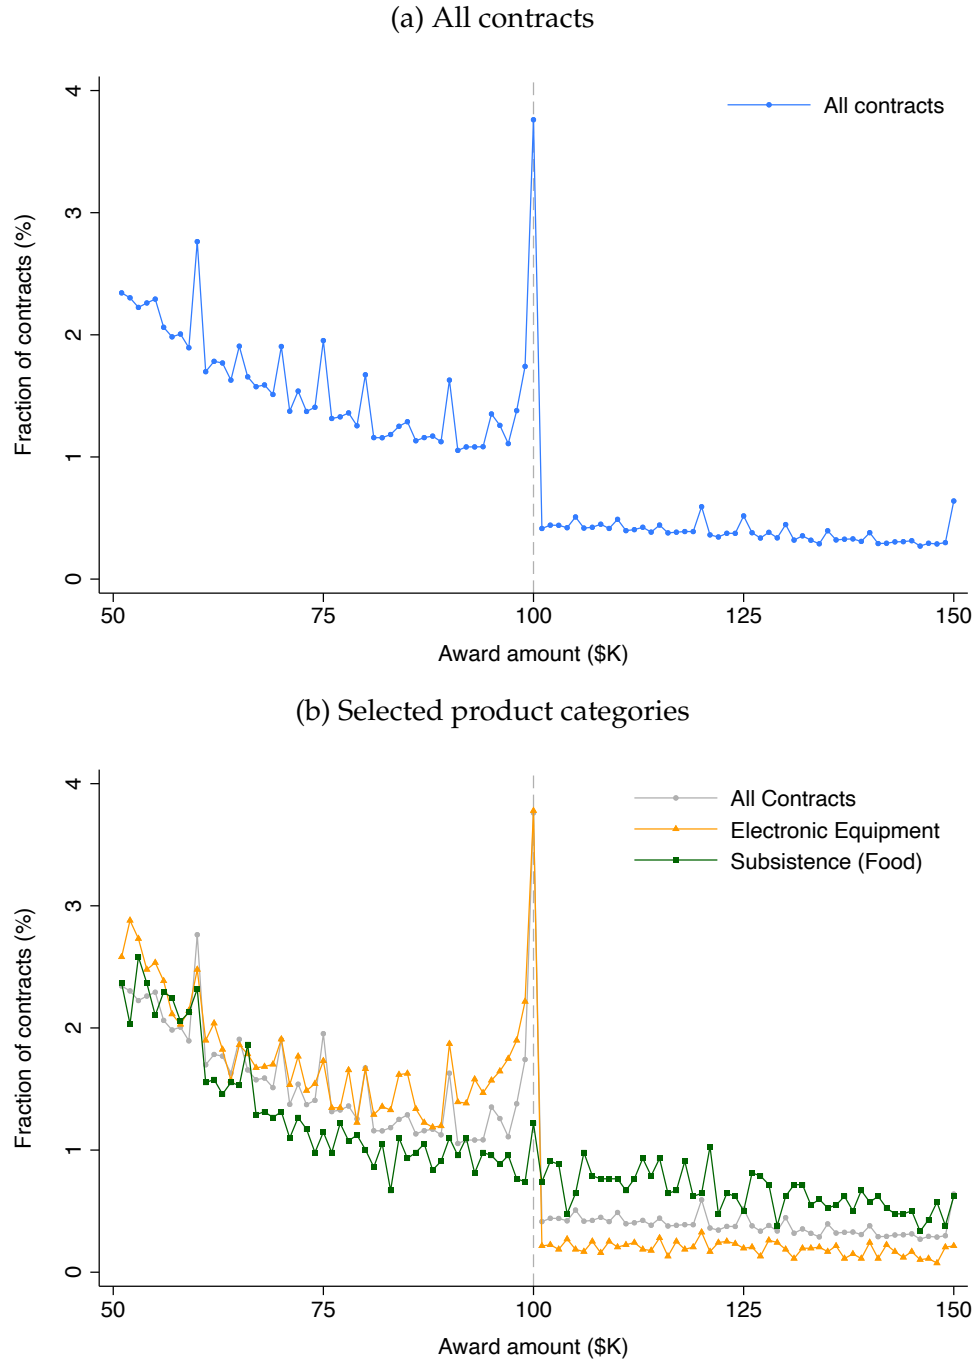 (a) All contracts
4
All contracts
3
2
1
0
Fraction of contracts (%)
50 75 100 125 150
Award amount ($K)
(b) Selected product categories
4
All Contracts
Electronic Equipment
Subsistence (Food)
3
2
1
0
Fraction of contracts (%)
50 75 100 125 150
Award amount ($K)